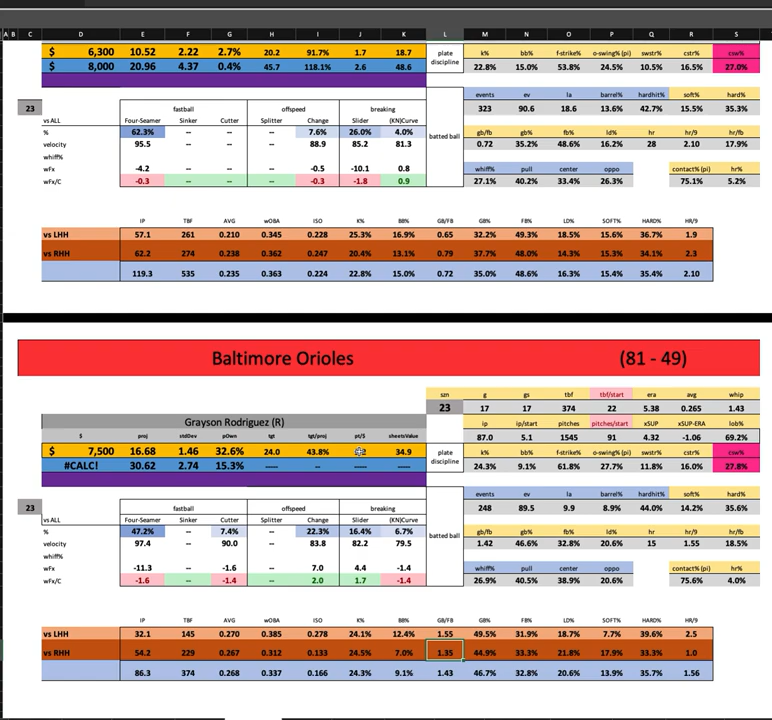 A B C D E F G H I J K L M N O P Q R S
$ 6,300 10.52 2.22 2.7% 20.2 91.7% 1.7 18.7 plate discipline k% bb% f-strike% o-swing% (pi) swstr% cstr% csw%
$ 8,000 20.96 4.37 0.4% 45.7 118.1% 2.6 48.6 22.8% 15.0% 53.8% 24.5% 10.5% 16.5% 27.0%
events ev la barrel% hardhit% soft% hard%
23 fastball offspeed breaking 323 90.6 18.6 13.6% 42.7% 15.5% 35.3%
vs ALL Four-Seamer Sinker Cutter Splitter Change Slider (KN)Curve
% 62.3% -- -- -- 7.6% 26.0% 4.0% batted ball gb/fb gb% fb% ld% hr hr/9 hr/fb
velocity 95.5 -- -- -- 88.9 85.2 81.3 0.72 35.2% 48.6% 16.2% 28 2.10 17.9%
whiff%
wFx -4.2 -- -- -- -0.5 -10.1 0.8 whiff% pull center oppo contact% (pi) hr%
wFx/C -0.3 -- -- -- -0.3 -1.8 0.9 27.1% 40.2% 33.4% 26.3% 75.1% 5.2%
IP TBF AVG wOBA ISO K% BB% GB/FB GB% FB% LD% SOFT% HARD% HR/9
vs LHH 57.1 261 0.210 0.345 0.228 25.3% 16.9% 0.65 32.2% 49.3% 18.5% 15.6% 36.7% 1.9
vs RHH 62.2 274 0.238 0.362 0.247 20.4% 13.1% 0.79 37.7% 48.0% 14.3% 15.3% 34.1% 2.3
119.3 535 0.235 0.363 0.224 22.8% 15.0% 0.72 35.0% 48.6% 16.3% 15.4% 35.4% 2.10
Baltimore Orioles (81 - 49)
szn g gs tbf tbf/start era avg whip
23 17 17 374 22 5.38 0.265 1.43
Grayson Rodriguez (R) ip ip/start pitches pitches/start xSUP xSUP-ERA lob%
$ proj stdDev pOwn tgt tgt/proj pt/$ sheetsValue 87.0 5.1 1545 91 4.32 -1.06 69.2%
$ 7,500 16.68 1.46 32.6% 24.0 43.8% 34.9 plate discipline k% bb% f-strike% o-swing% (pi) swstr% cstr% csw%
#CALC! 30.62 2.74 15.3% ---- ---- --- ---- 24.3% 9.1% 61.8% 27.7% 11.8% 16.0% 27.8%
events ev la barrel% hardhit% soft% hard%
23 fastball offspeed breaking 248 89.5 9.9 8.9% 44.0% 14.2% 35.6%
vs ALL Four-Seamer Sinker Cutter Splitter Change Slider (KN)Curve
% 47.2% -- 7.4% -- 22.3% 16.4% 6.7% batted ball gb/fb gb% fb% ld% hr hr/9 hr/fb
velocity 97.4 -- 90.0 -- 83.8 82.2 79.5 1.42 46.6% 32.8% 20.6% 15 1.55 18.5%
whiff%
wFx -11.3 -- -1.6 -- 7.0 4.4 -1.4 whiff% pull center oppo contact% (pi) hr%
wFx/C -1.6 -- -1.4 -- 2.0 1.7 -1.4 26.9% 40.5% 38.9% 20.6% 75.6% 4.0%
IP TBF AVG wOBA ISO K% BB% GB/FB GB% FB% LD% SOFT% HARD% HR/9
vs LHH 32.1 145 0.270 0.385 0.278 24.1% 12.4% 1.55 49.5% 31.9% 18.7% 7.7% 39.6% 2.5
vs RHH 54.2 229 0.267 0.312 0.133 24.5% 7.0% 1.35 44.9% 33.3% 21.8% 17.9% 33.3% 1.0
86.3 374 0.268 0.337 0.166 24.3% 9.1% 1.43 46.7% 32.8% 20.6% 13.9% 35.7% 1.56